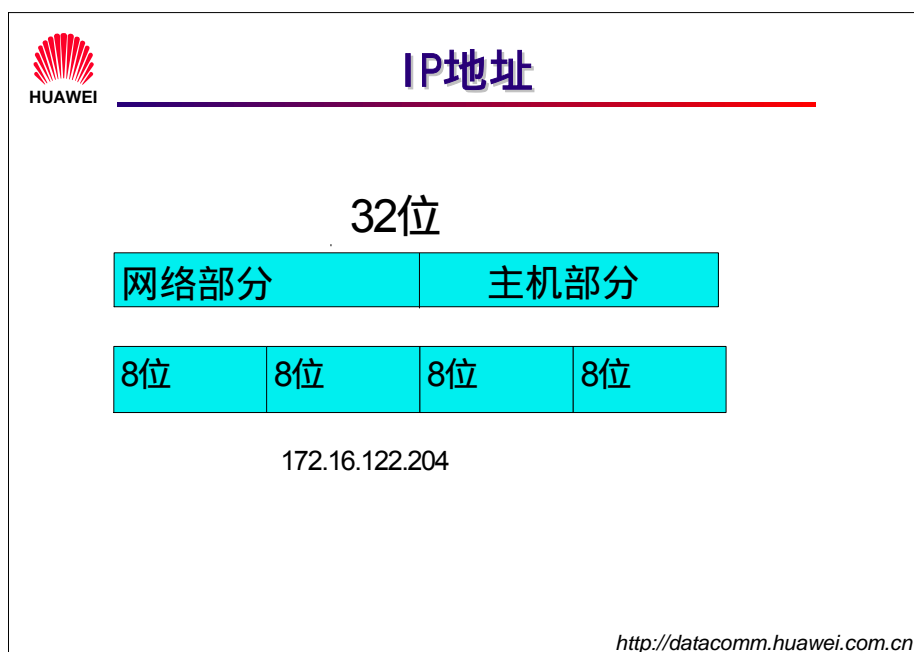 IP地址
HUAWEI
32位
网络部分 主机部分
8位 8位 8位 8位
172.16.122.204
http://datacomm.huawei.com.cn